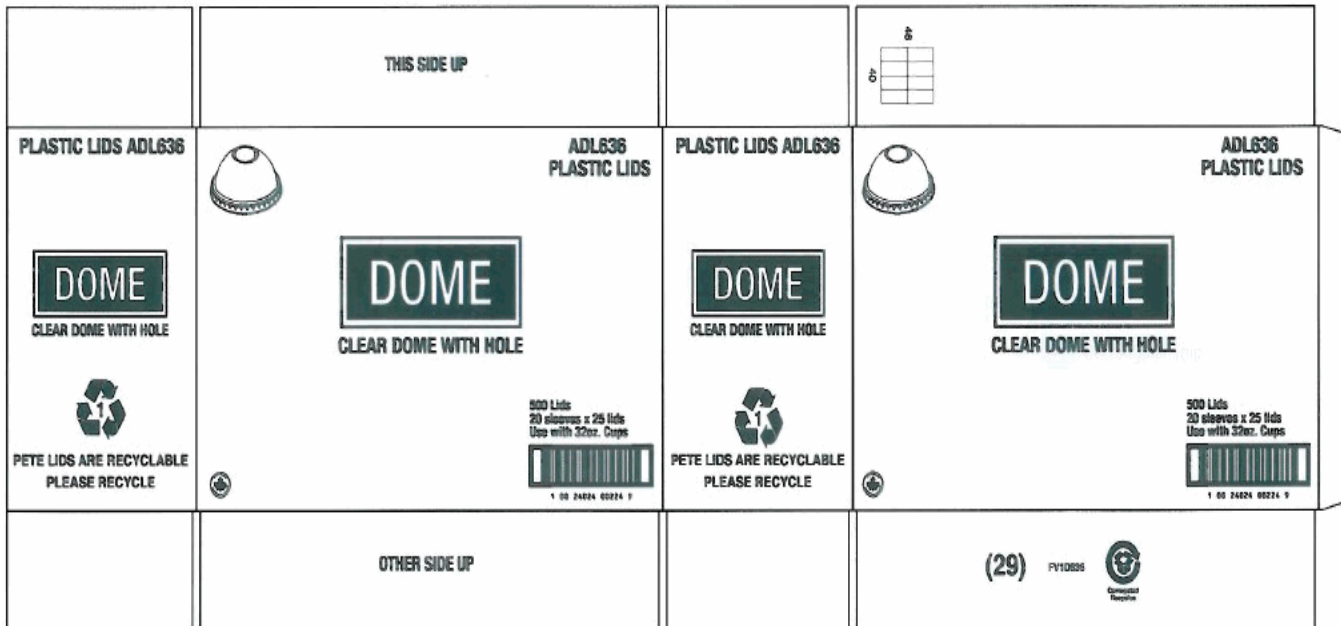 THIS SIDE UP
48
40
PLASTIC LIDS ADL636
DOME
CLEAR DOME WITH HOLE
1
PETE LIDS ARE RECYCLABLE
PLEASE RECYCLE
ADL636
PLASTIC LIDS
DOME
CLEAR DOME WITH HOLE
500 Lids
20 sleeves x 25 lids
Use with 32oz. Cups
1 00 24024 00224 9
PLASTIC LIDS ADL636
DOME
CLEAR DOME WITH HOLE
1
PETE LIDS ARE RECYCLABLE
PLEASE RECYCLE
ADL636
PLASTIC LIDS
DOME
CLEAR DOME WITH HOLE
500 Lids
20 sleeves x 25 lids
Use with 32oz. Cups
1 00 24024 00224 9
OTHER SIDE UP
(29)
Corrugated
Recycles